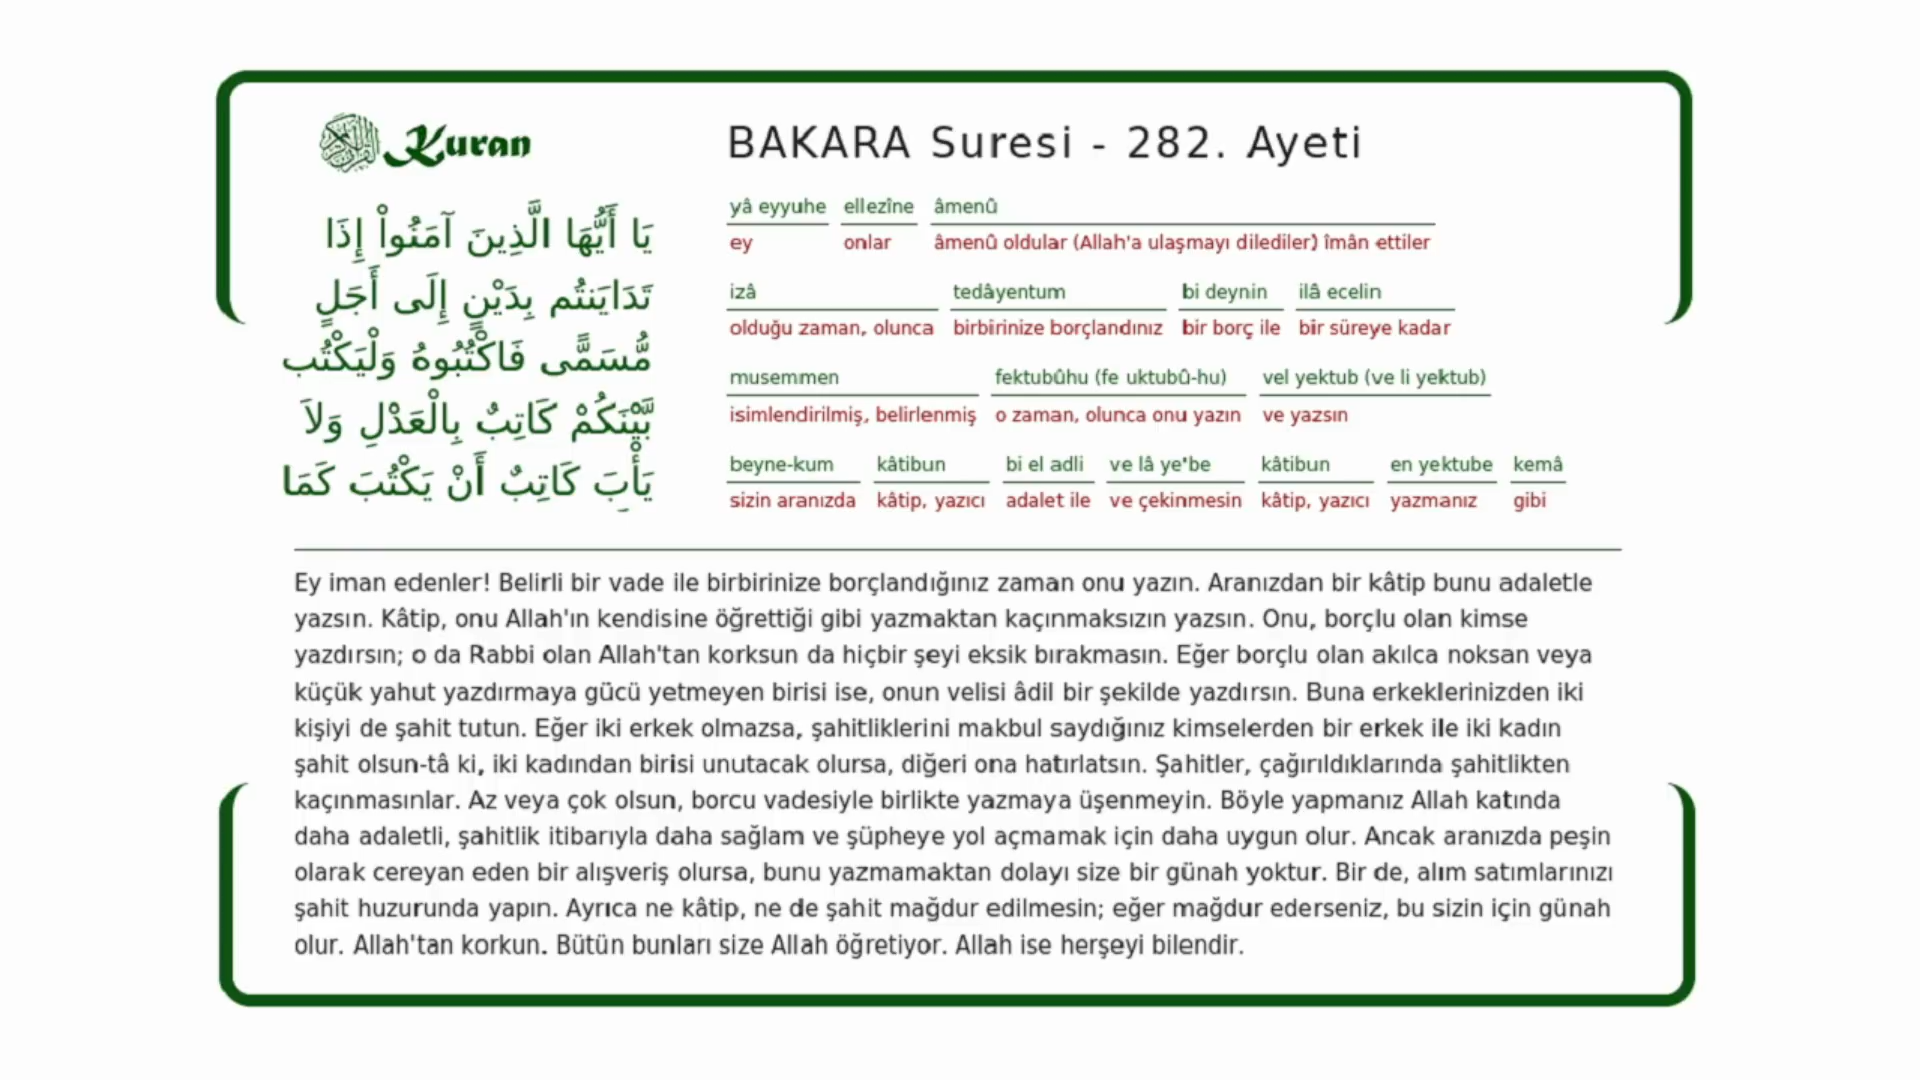 Kuran
BAKARA Suresi - 282. Ayeti
يَا أَيُّهَا الَّذِينَ آمَنُواْ إِذَا
تَدَايَنتُم بِدَيْنٍ إِلَى أَجَلٍ
مُّسَمًّى فَاكْتُبُوهُ وَلْيَكْتُب
بَّيْنَكُمْ كَاتِبٌ بِالْعَدْلِ وَلاَ
يَأْبَ كَاتِبٌ أَنْ يَكْتُبَ كَمَا
yâ eyyuhe ellezîne âmenû
ey onlar âmenû oldular (Allah'a ulaşmayı dilediler) îmân ettiler
izâ tedâyentum bi deynin ilâ ecelin
olduğu zaman, olunca birbirinize borçlandınız bir borç ile bir süreye kadar
musemmen fektubûhu (fe uktubû-hu) vel yektub (ve li yektub)
isimlendirilmiş, belirlenmiş o zaman, olunca onu yazın ve yazsın
beyne-kum kâtibun bi el adli ve lâ ye'be kâtibun en yektube kemâ
sizin aranızda kâtip, yazıcı adalet ile ve çekinmesin kâtip, yazıcı yazmanız gibi
Ey iman edenler! Belirli bir vade ile birbirinize borçlandığınız zaman onu yazın. Aranızdan bir kâtip bunu adaletle
yazsın. Kâtip, onu Allah'ın kendisine öğrettiği gibi yazmaktan kaçınmaksızın yazsın. Onu, borçlu olan kimse
yazdırsın; o da Rabbi olan Allah'tan korksun da hiçbir şeyi eksik bırakmasın. Eğer borçlu olan akılca noksan veya
küçük yahut yazdırmaya gücü yetmeyen birisi ise, onun velisi âdil bir şekilde yazdırsın. Buna erkeklerinizden iki
kişiyi de şahit tutun. Eğer iki erkek olmazsa, şahitliklerini makbul saydığınız kimselerden bir erkek ile iki kadın
şahit olsun-tâ ki, iki kadından birisi unutacak olursa, diğeri ona hatırlatsın. Şahitler, çağırıldıklarında şahitlikten
kaçınmasınlar. Az veya çok olsun, borcu vadesiyle birlikte yazmaya üşenmeyin. Böyle yapmanız Allah katında
daha adaletli, şahitlik itibarıyla daha sağlam ve şüpheye yol açmamak için daha uygun olur. Ancak aranızda peşin
olarak cereyan eden bir alışveriş olursa, bunu yazmamaktan dolayı size bir günah yoktur. Bir de, alım satımlarınızı
şahit huzurunda yapın. Ayrıca ne kâtip, ne de şahit mağdur edilmesin; eğer mağdur ederseniz, bu sizin için günah
olur. Allah'tan korkun. Bütün bunları size Allah öğretiyor. Allah ise herşeyi bilendir.